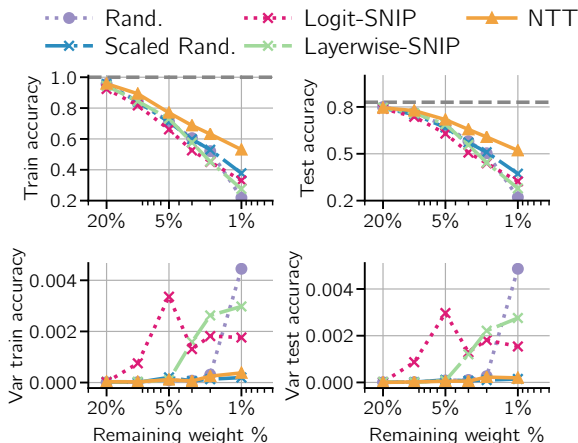 Rand. Logit-SNIP NTT
Scaled Rand. Layerwise-SNIP
Train accuracy
1.0
0.8
0.6
0.4
0.2
20% 5% 1%
Test accuracy
0.8
0.5
0.2
20% 5% 1%
Var train accuracy
0.004
0.002
0.000
20% 5% 1%
Remaining weight %
Var test accuracy
0.004
0.002
0.000
20% 5% 1%
Remaining weight %